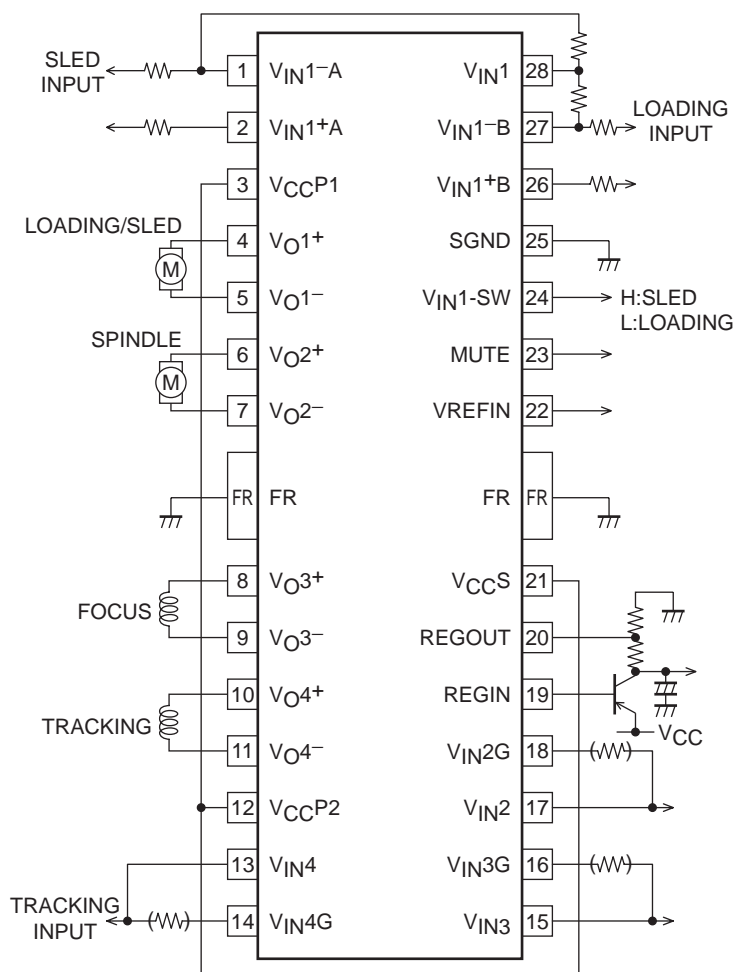 SLED
INPUT
1 VIN1–A
VIN1 28
2 VIN1+A
VIN1–B 27
LOADING
INPUT
3 VCCP1
VIN1+B 26
LOADING/SLED
M
4 VO1+
SGND 25
5 VO1–
VIN1-SW 24
H:SLED
L:LOADING
SPINDLE
M
6 VO2+
MUTE 23
7 VO2–
VREFIN 22
FR FR
FR FR
FOCUS
8 VO3+
VCCS 21
9 VO3–
REGOUT 20
TRACKING
10 VO4+
REGIN 19
VCC
11 VO4–
VIN2G 18
12 VCCP2
VIN2 17
13 VIN4
VIN3G 16
TRACKING
INPUT
14 VIN4G
VIN3 15